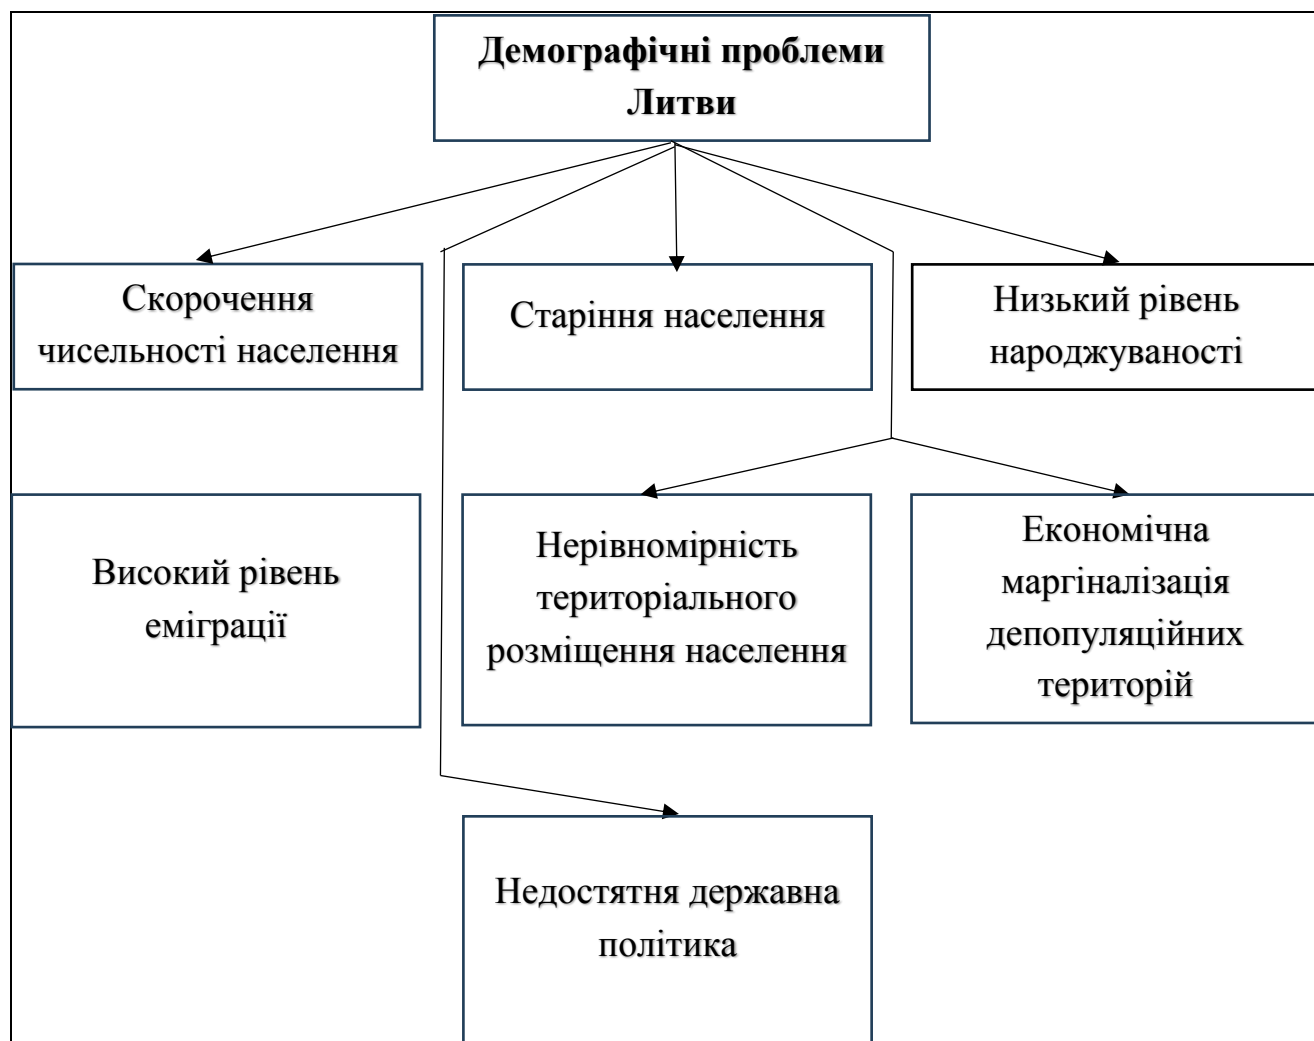 Демографічні проблеми
Литви
Скорочення
чисельності населення
Старіння населення
Низький рівень
народжуваності
Високий рівень
еміграції
Нерівномірність
територіального
розміщення населення
Економічна
маргіналізація
депопуляційних
територій
Недостятня державна
політика